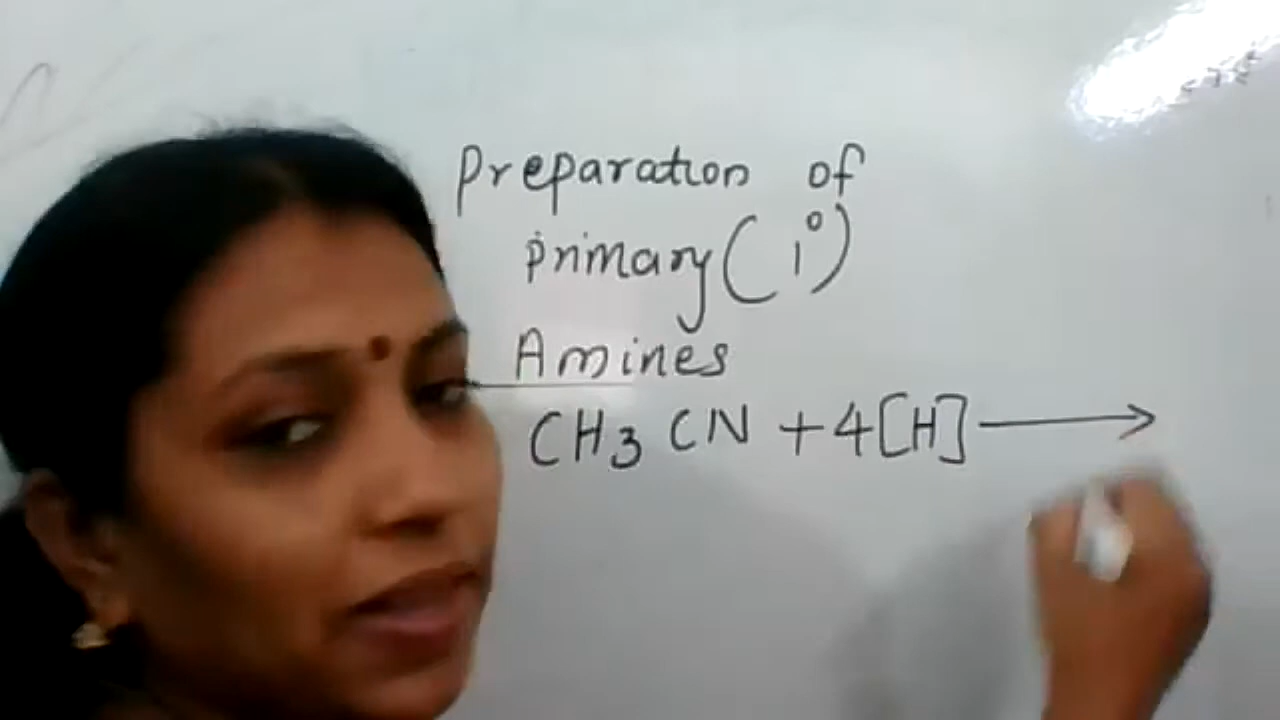 Preparation of
primary (1°)
Amines
CH3 CN + 4[H] ⟶